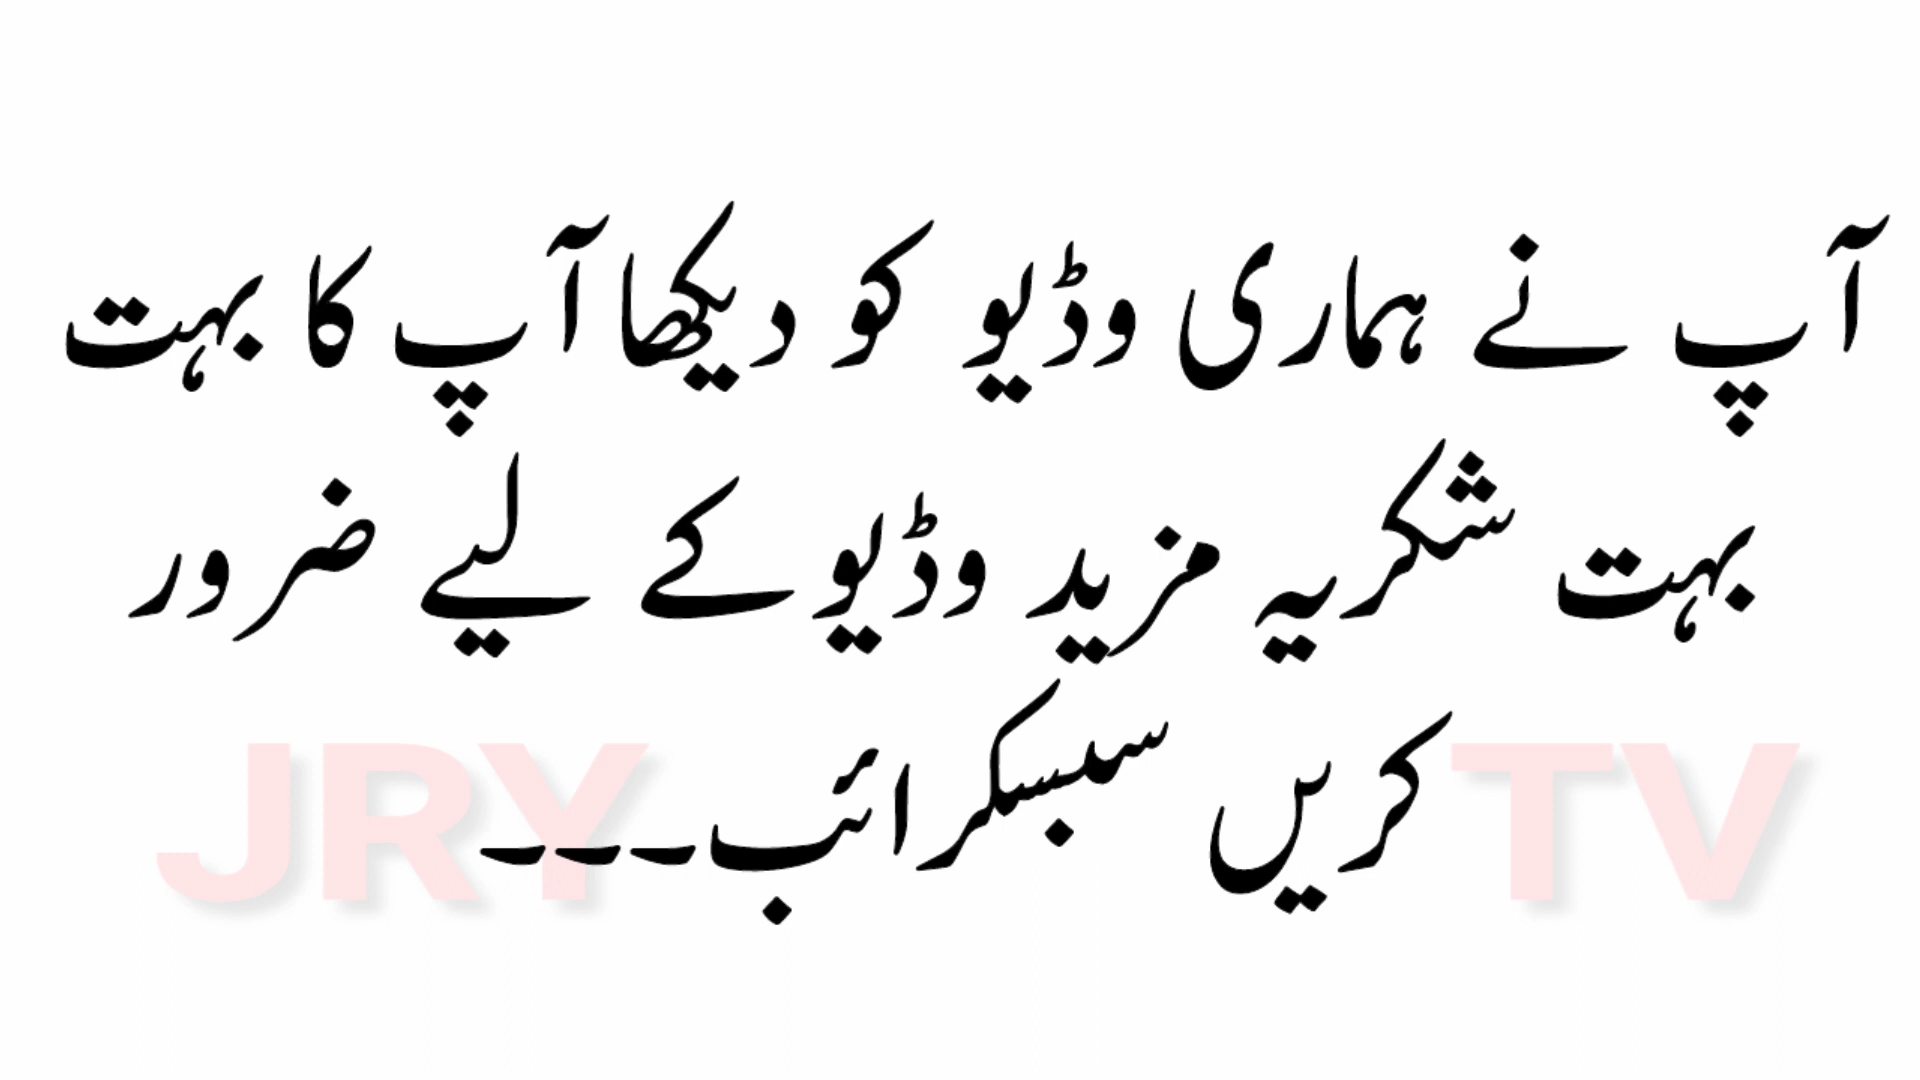 آپ نے ہماری وڈیو کو دیکھا آپ کا بہت
بہت شکریہ مزید وڈیو کے لیے ضرور
کریں سبسکرائب۔۔۔
JRY TV